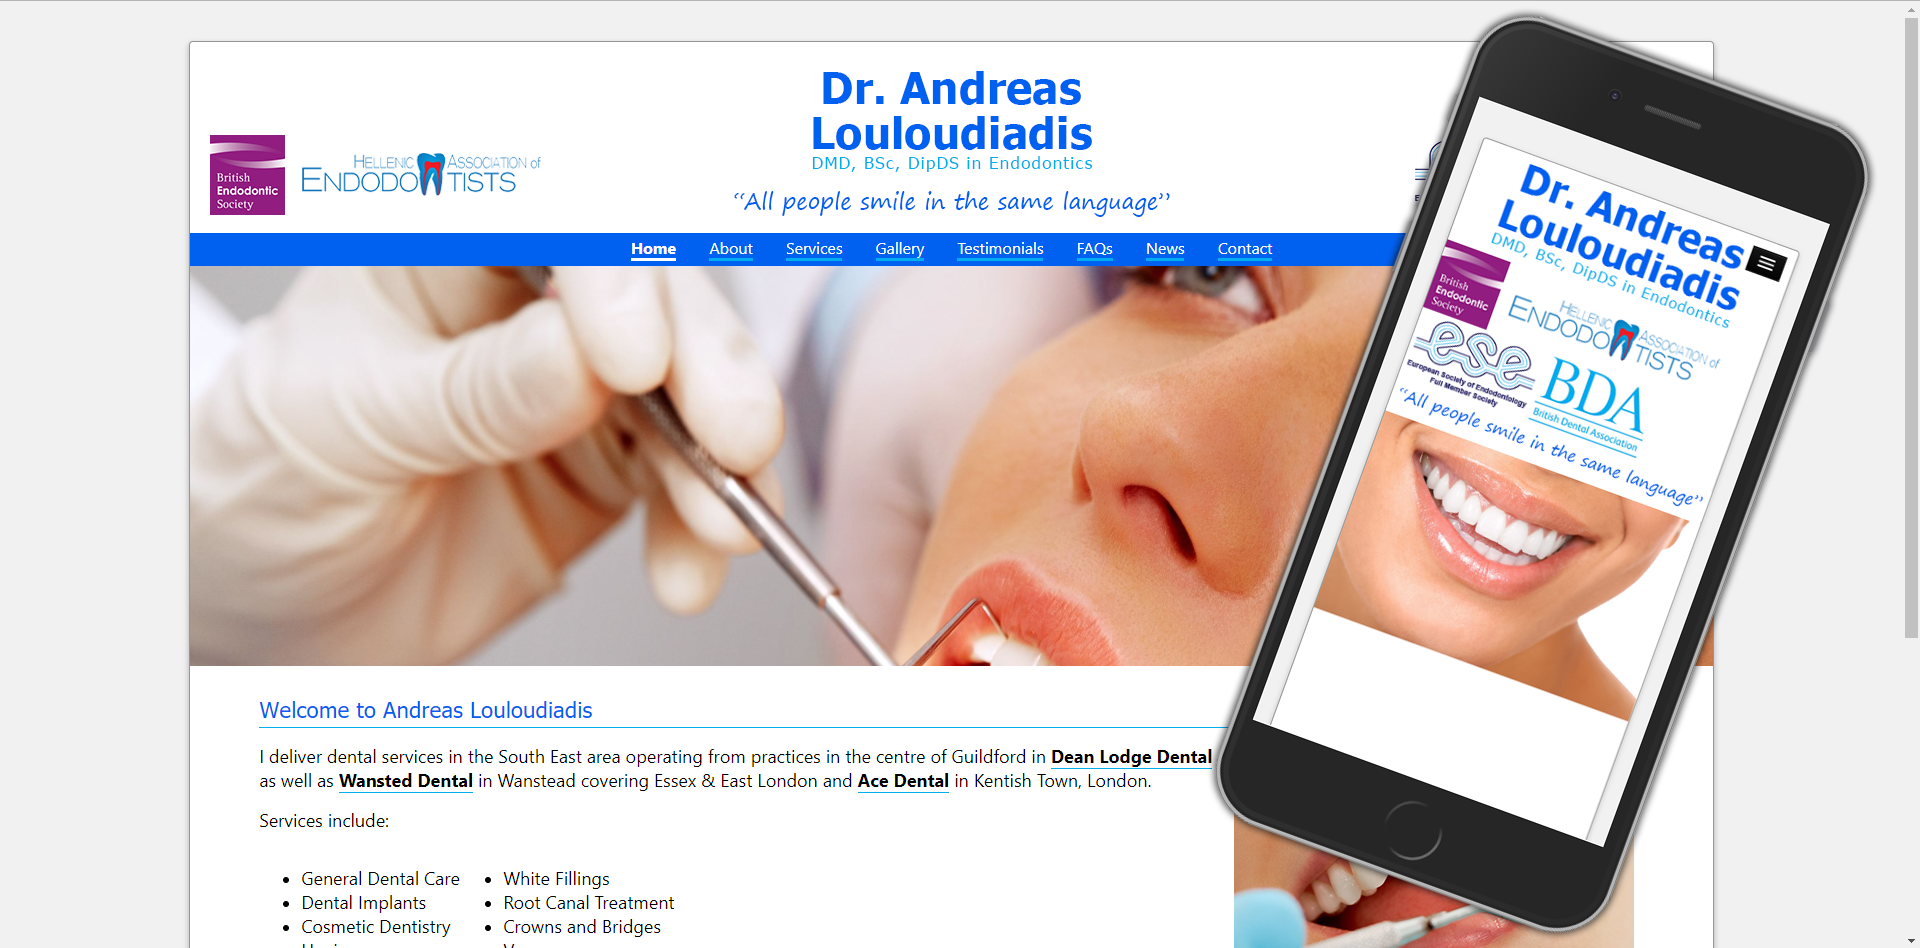 Dr. Andreas
Louloudiadis
DMD, BSc, DipDS in Endodontics
“All people smile in the same language”
British
Endodontic
Society
HELLENIC ASSOCIATION of
ENDODONTISTS
Home About Services Gallery Testimonials FAQs News Contact
Welcome to Andreas Louloudiadis
I deliver dental services in the South East area operating from practices in the centre of Guildford in Dean Lodge Dental
as well as Wansted Dental in Wanstead covering Essex & East London and Ace Dental in Kentish Town, London.
Services include:
General Dental Care
Dental Implants
Cosmetic Dentistry
White Fillings
Root Canal Treatment
Crowns and Bridges
Dr. Andreas
Louloudiadis
DMD, BSc, DipDS in Endodontics
British
Endodontic
Society
HELLENIC ASSOCIATION of
ENDODONTISTS
ese
European Society of Endodontology
Full Member Society
BDA
British Dental Association
“All people smile in the same language”